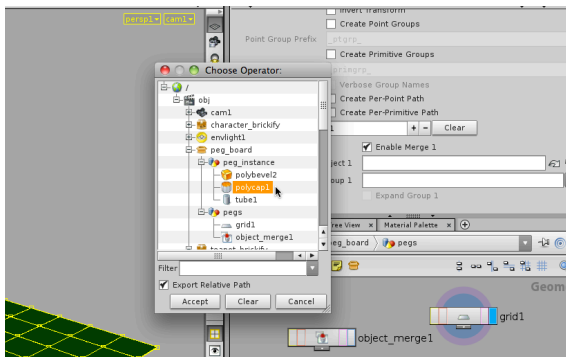 Invert Transform
persp1
cam1
Create Point Groups
Point Group Prefix
_ptgrp_
Create Primitive Groups
Choose Operator:
Verbose Group Names
/
Create Per-Point Path
obj
Create Per-Primitive Path
cam1
+ - Clear
character_brickify
envlight1
Enable Merge 1
peg_board
peg_instance
polybevel2
polycap1
Expand Group 1
tube1
pegs
grid1
Material Palette x
object_merge1
peg_board
pegs
Filter
Export Relative Path
Accept
Clear
Cancel
Geom
grid1
object_merge1